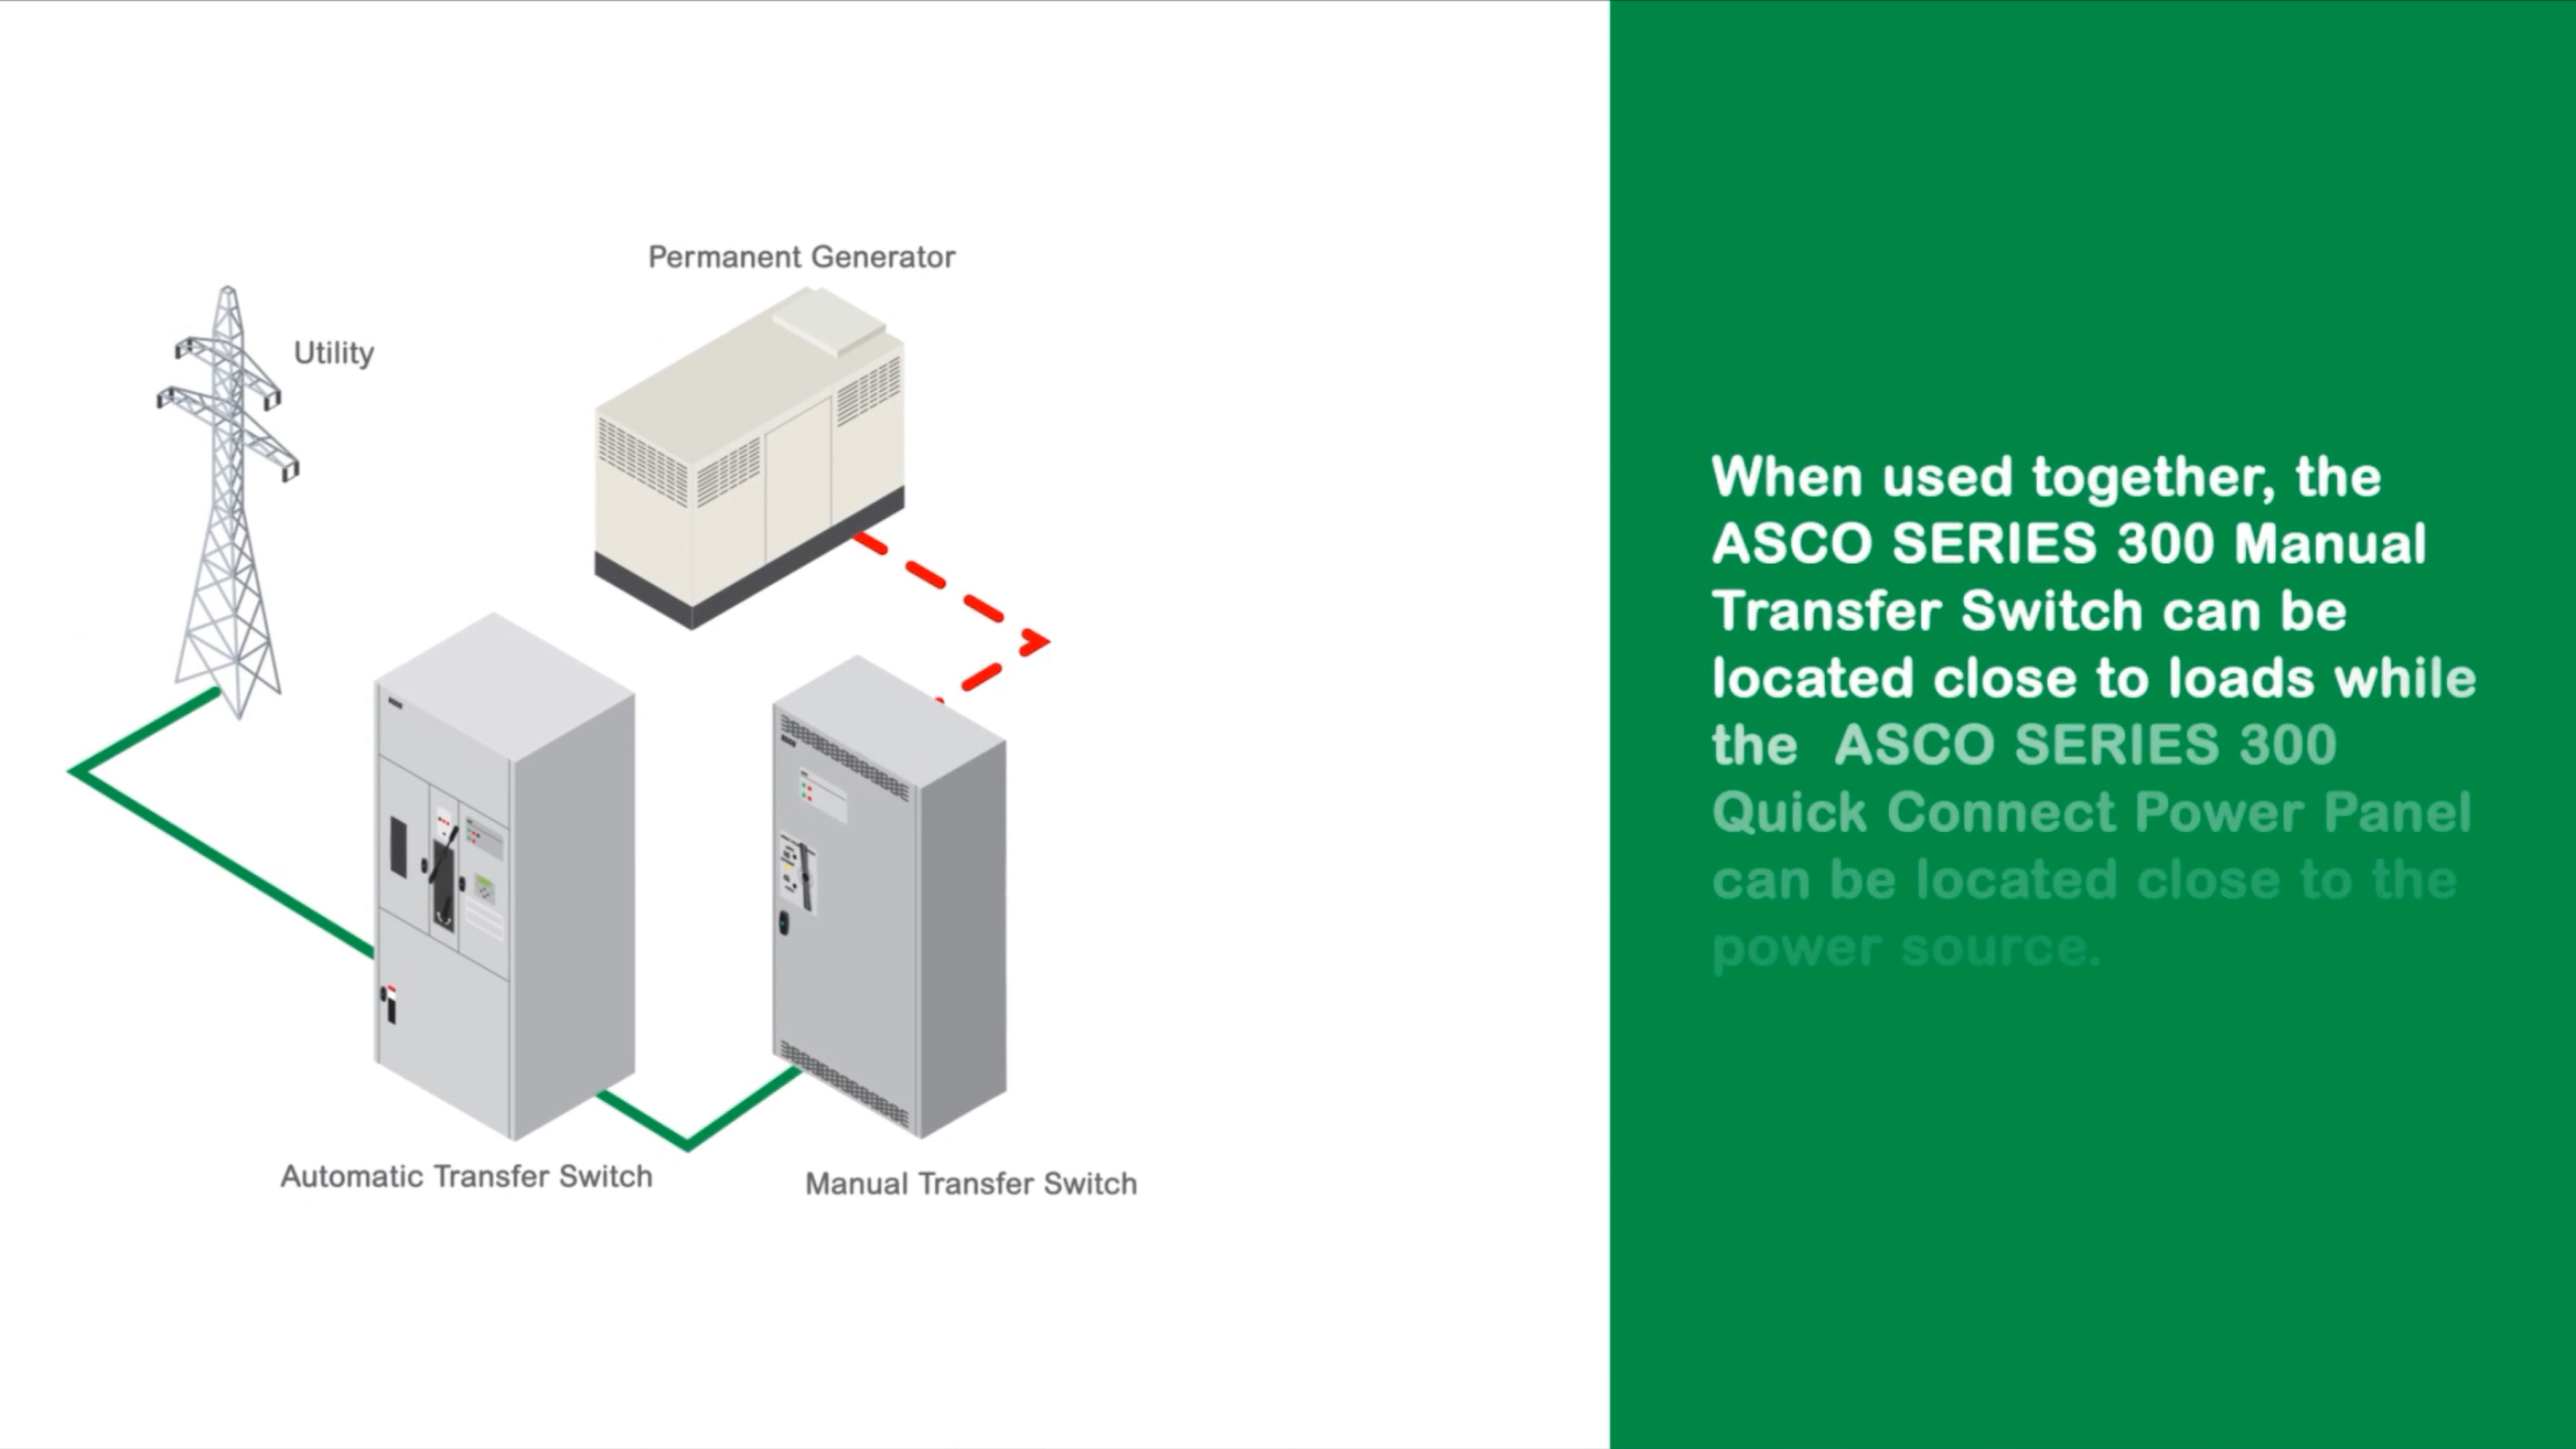 Permanent Generator
Utility
Automatic Transfer Switch
Manual Transfer Switch
When used together, the
ASCO SERIES 300 Manual
Transfer Switch can be
located close to loads while
the  ASCO SERIES 300
Quick Connect Power Panel
can be located close to the
power source.